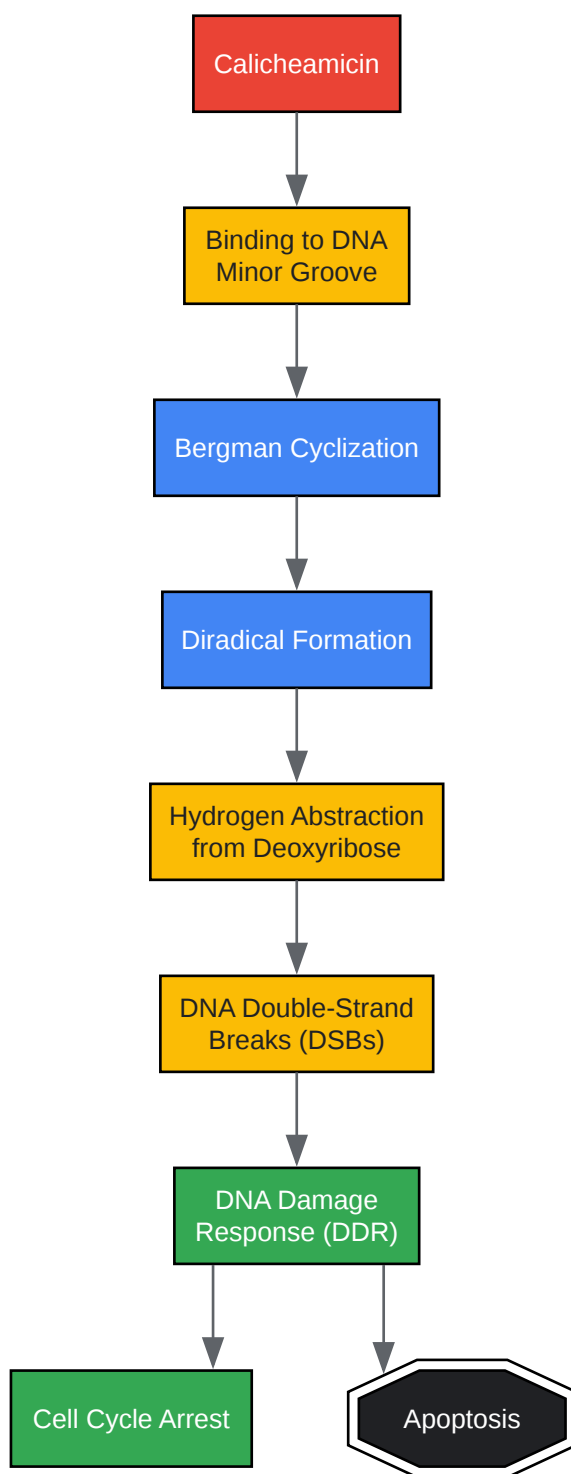 Calicheamicin
Binding to DNA
Minor Groove
Bergman Cyclization
Diradical Formation
Hydrogen Abstraction
from Deoxyribose
DNA Double-Strand
Breaks (DSBs)
DNA Damage
Response (DDR)
Cell Cycle Arrest
Apoptosis